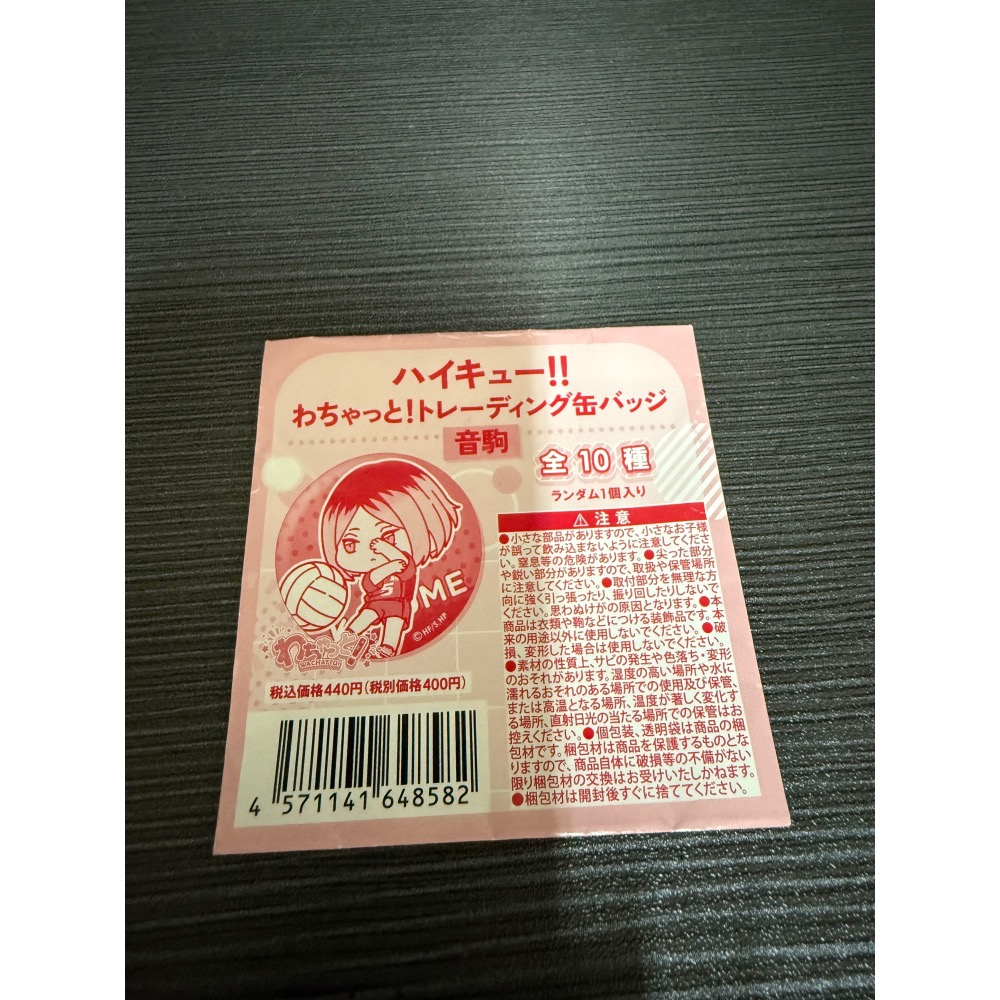 ハイキュー!!
わちゃっと!トレーディング缶バッジ
音駒
全10種
ランダム1個入り
ME
5
©HF/S,HP
わちゃっと!
WACHATTO!
税込価格440円(税別価格400円)
4 571141 648582
⚠ 注意
●小さな部品がありますので、小さなお子様
が誤って飲み込まないように注意してくださ
い。窒息等の危険があります。●尖った部分
や鋭い部分がありますので、取扱や保管場所
に注意してください。●取付部分を無理な方
向に強く引っ張ったり、振り回したりしないで
ください。思わぬけがの原因となります。●本
商品は衣類や鞄などにつける装飾品です。本
来の用途以外に使用しないでください。●破
損、変形した場合は使用しないでください。
●素材の性質上、サビの発生や色落ち・変形
のおそれがあります。湿度の高い場所や水に
濡れるおそれのある場所での使用及び保管、
または高温となる場所、温度が著しく変化す
る場所、直射日光の当たる場所での保管はお
控えください。●個包装、透明袋は商品の梱
包材です。梱包材は商品を保護するものとな
りますので、商品自体に破損等の不備がない
限り梱包材の交換はお受けいたしかねます。
●梱包材は開封後すぐに捨ててください。